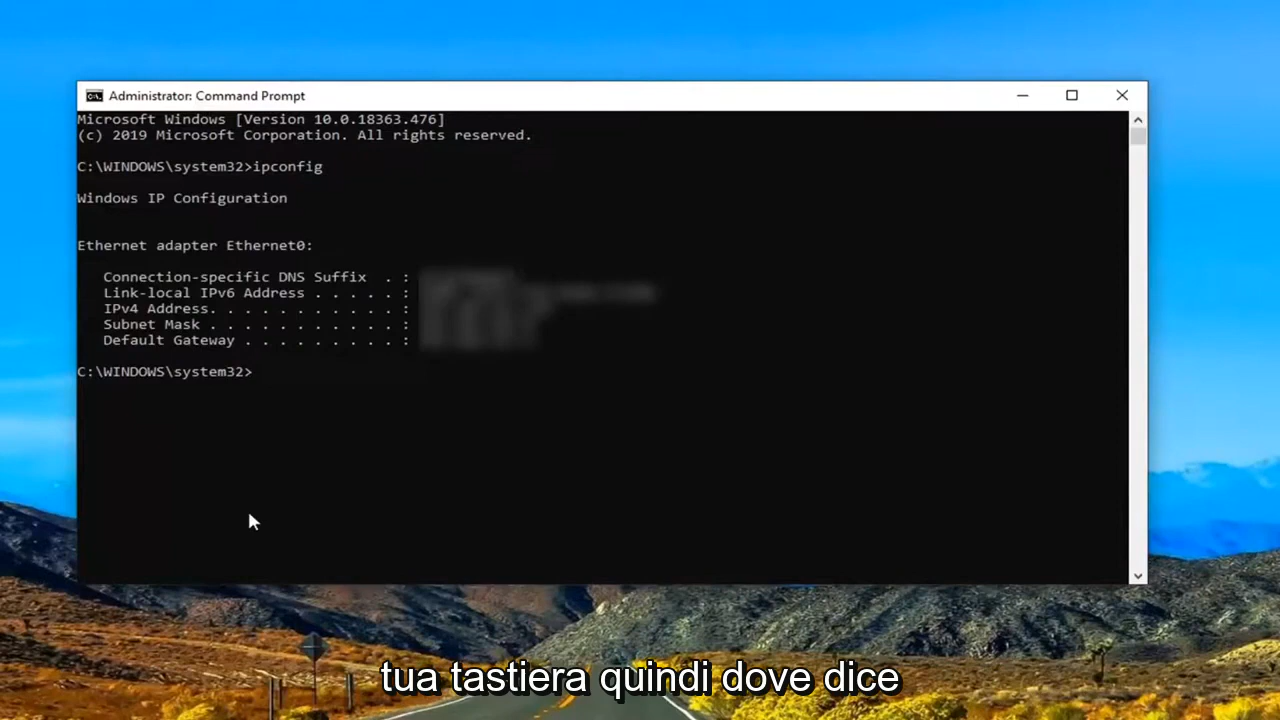 Administrator: Command Prompt
Microsoft Windows [Version 10.0.18363.476]
(c) 2019 Microsoft Corporation. All rights reserved.
C:\WINDOWS\system32>ipconfig
Windows IP Configuration
Ethernet adapter Ethernet0:
Connection-specific DNS Suffix . :
Link-local IPv6 Address . . . . . :
IPv4 Address. . . . . . . . . . . :
Subnet Mask . . . . . . . . . . . :
Default Gateway . . . . . . . . . :
C:\WINDOWS\system32>
tua tastiera quindi dove dice